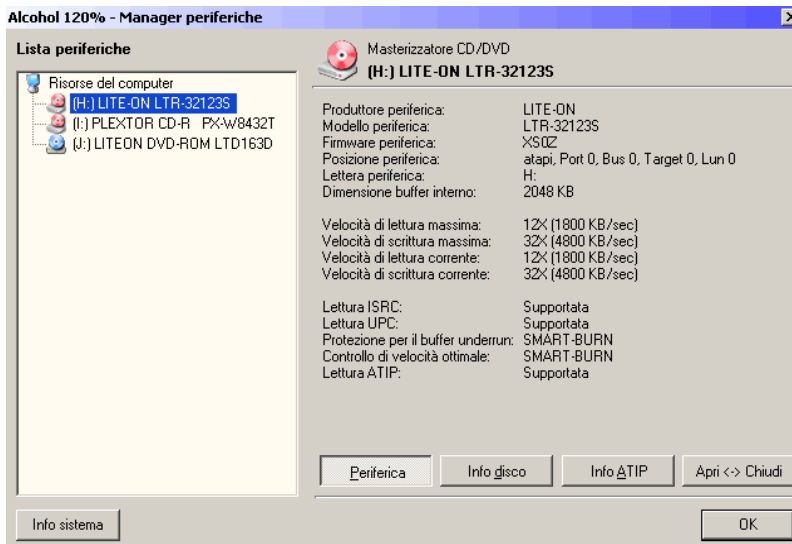 Alcohol 120% - Manager periferiche
Lista periferiche
Risorse del computer
(H:) LITE-ON LTR-32123S
(I:) PLEXTOR CD-R PX-W8432T
(J:) LITEON DVD-ROM LTD163D
Masterizzatore CD/DVD
(H:) LITE-ON LTR-32123S
Produttore periferica: LITE-ON
Modello periferica: LTR-32123S
Firmware periferica: XS0Z
Posizione periferica: atapi, Port 0, Bus 0, Target 0, Lun 0
Lettera periferica: H:
Dimensione buffer interno: 2048 KB
Velocità di lettura massima: 12X (1800 KB/sec)
Velocità di scrittura massima: 32X (4800 KB/sec)
Velocità di lettura corrente: 12X (1800 KB/sec)
Velocità di scrittura corrente: 32X (4800 KB/sec)
Lettura ISRC: Supportata
Lettura UPC: Supportata
Protezione per il buffer underrun: SMART-BURN
Controllo di velocità ottimale: SMART-BURN
Lettura ATIP: Supportata
Periferica Info disco Info ATIP Apri <-> Chiudi
Info sistema OK